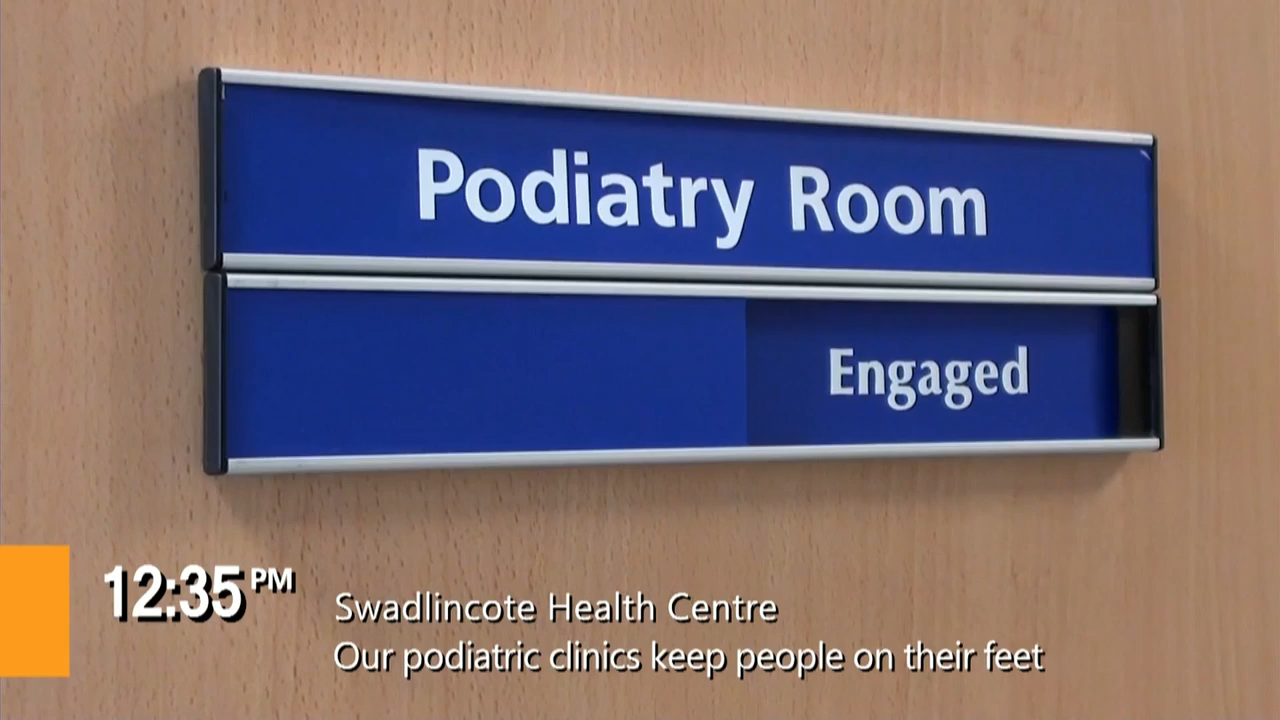 Podiatry Room
Engaged
12:35 PM
Swadlincote Health Centre
Our podiatric clinics keep people on their feet